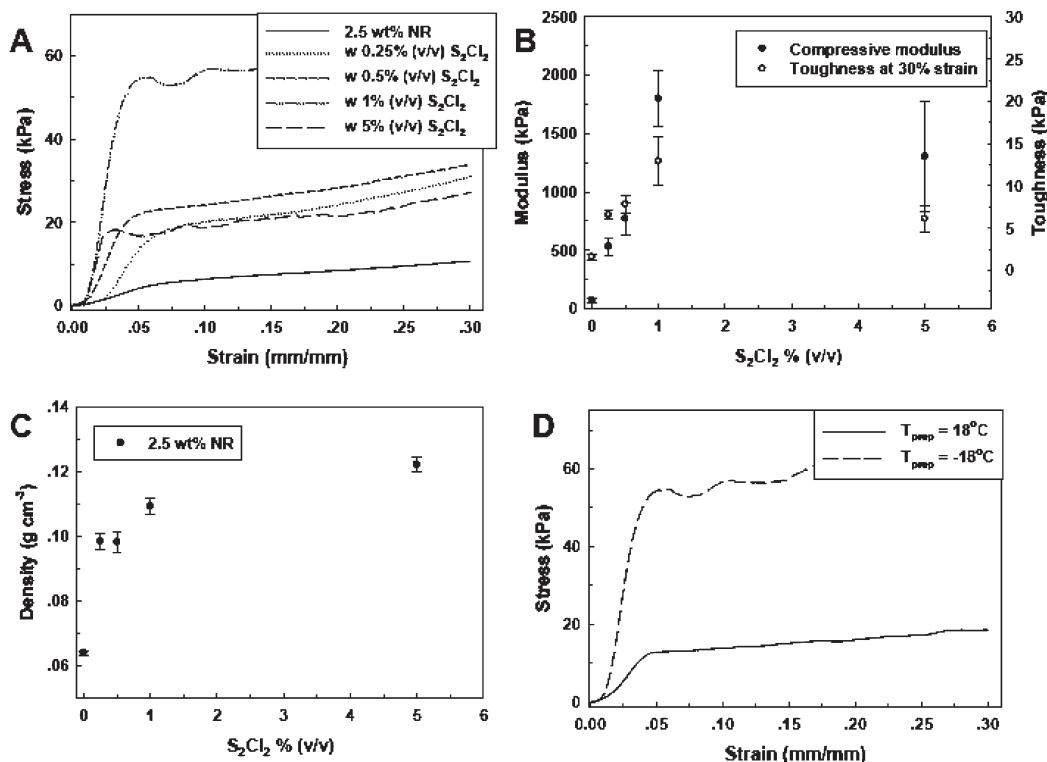 A
Stress (kPa)
60
40
20
0
0.00 .05 .10 .15 .20 .25 .30
Strain (mm/mm)
2.5 wt% NR
w 0.25% (v/v) S₂Cl₂
w 0.5% (v/v) S₂Cl₂
w 1% (v/v) S₂Cl₂
w 5% (v/v) S₂Cl₂
B
Modulus (kPa)
2500
2000
1500
1250
1000
750
500
250
0
Compressive modulus
Toughness at 30% strain
30
25
20
15
10
5
0
Toughness (kPa)
0 1 2 3 4 5 6
S₂Cl₂ % (v/v)
C
Density (g cm⁻³)
.14
.12
.10
.08
.06
2.5 wt% NR
0 1 2 3 4 5 6
S₂Cl₂ % (v/v)
D
Stress (kPa)
60
40
20
0
T_prep = 18°C
T_prep = -18°C
0.00 .05 .10 .15 .20 .25 .30
Strain (mm/mm)